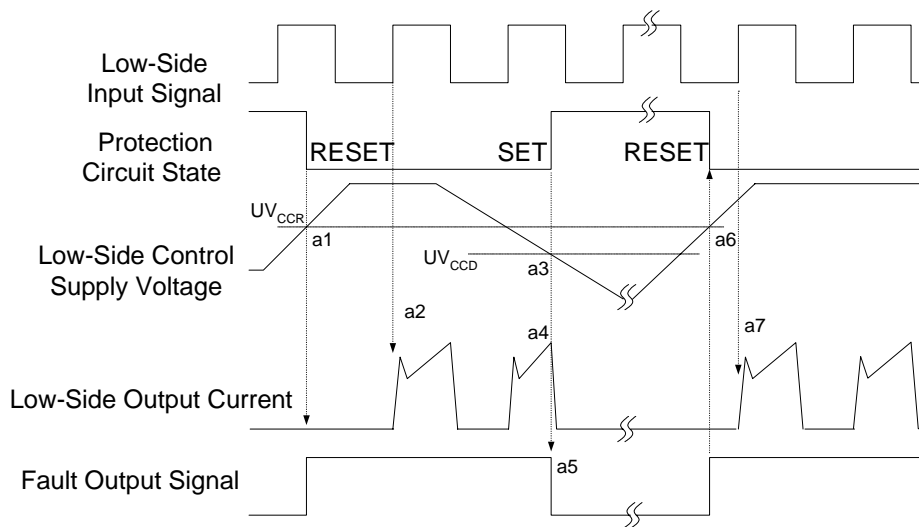 Low-Side
Input Signal
Protection
Circuit State
RESET
SET
RESET
UVCCR
a1
a6
Low-Side Control
Supply Voltage
UVCCD
a3
a2
a4
a7
Low-Side Output Current
a5
Fault Output Signal